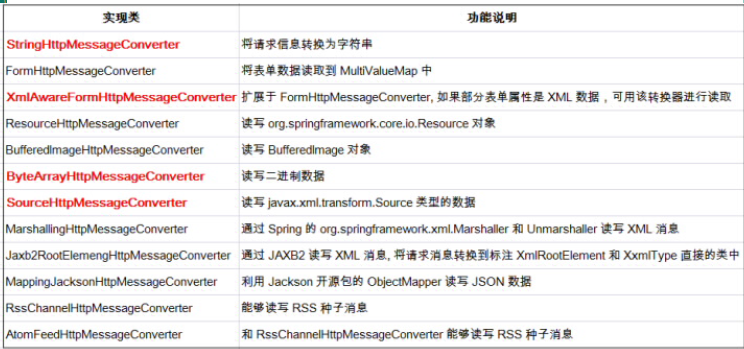 实现类 功能说明
StringHttpMessageConverter 将请求信息转换为字符串
FormHttpMessageConverter 将表单数据读取到 MultiValueMap 中
XmlAwareFormHttpMessageConverter 扩展于 FormHttpMessageConverter, 如果部分表单属性是 XML 数据，可用该转换器进行读取
ResourceHttpMessageConverter 读写 org.springframework.core.io.Resource 对象
BufferedImageHttpMessageConverter 读写 BufferedImage 对象
ByteArrayHttpMessageConverter 读写二进制数据
SourceHttpMessageConverter 读写 javax.xml.transform.Source 类型的数据
MarshallingHttpMessageConverter 通过 Spring 的 org.springframework.xml.Marshaller 和 Unmarshaller 读写 XML 消息
Jaxb2RootElemengHttpMessageConverter 通过 JAXB2 读写 XML 消息, 将请求消息转换到标注 XmlRootElement 和 XxmlType 直接的类中
MappingJacksonHttpMessageConverter 利用 Jackson 开源包的 ObjectMapper 读写 JSON 数据
RssChannelHttpMessageConverter 能够读写 RSS 种子消息
AtomFeedHttpMessageConverter 和 RssChannelHttpMessageConverter 能够读写 RSS 种子消息